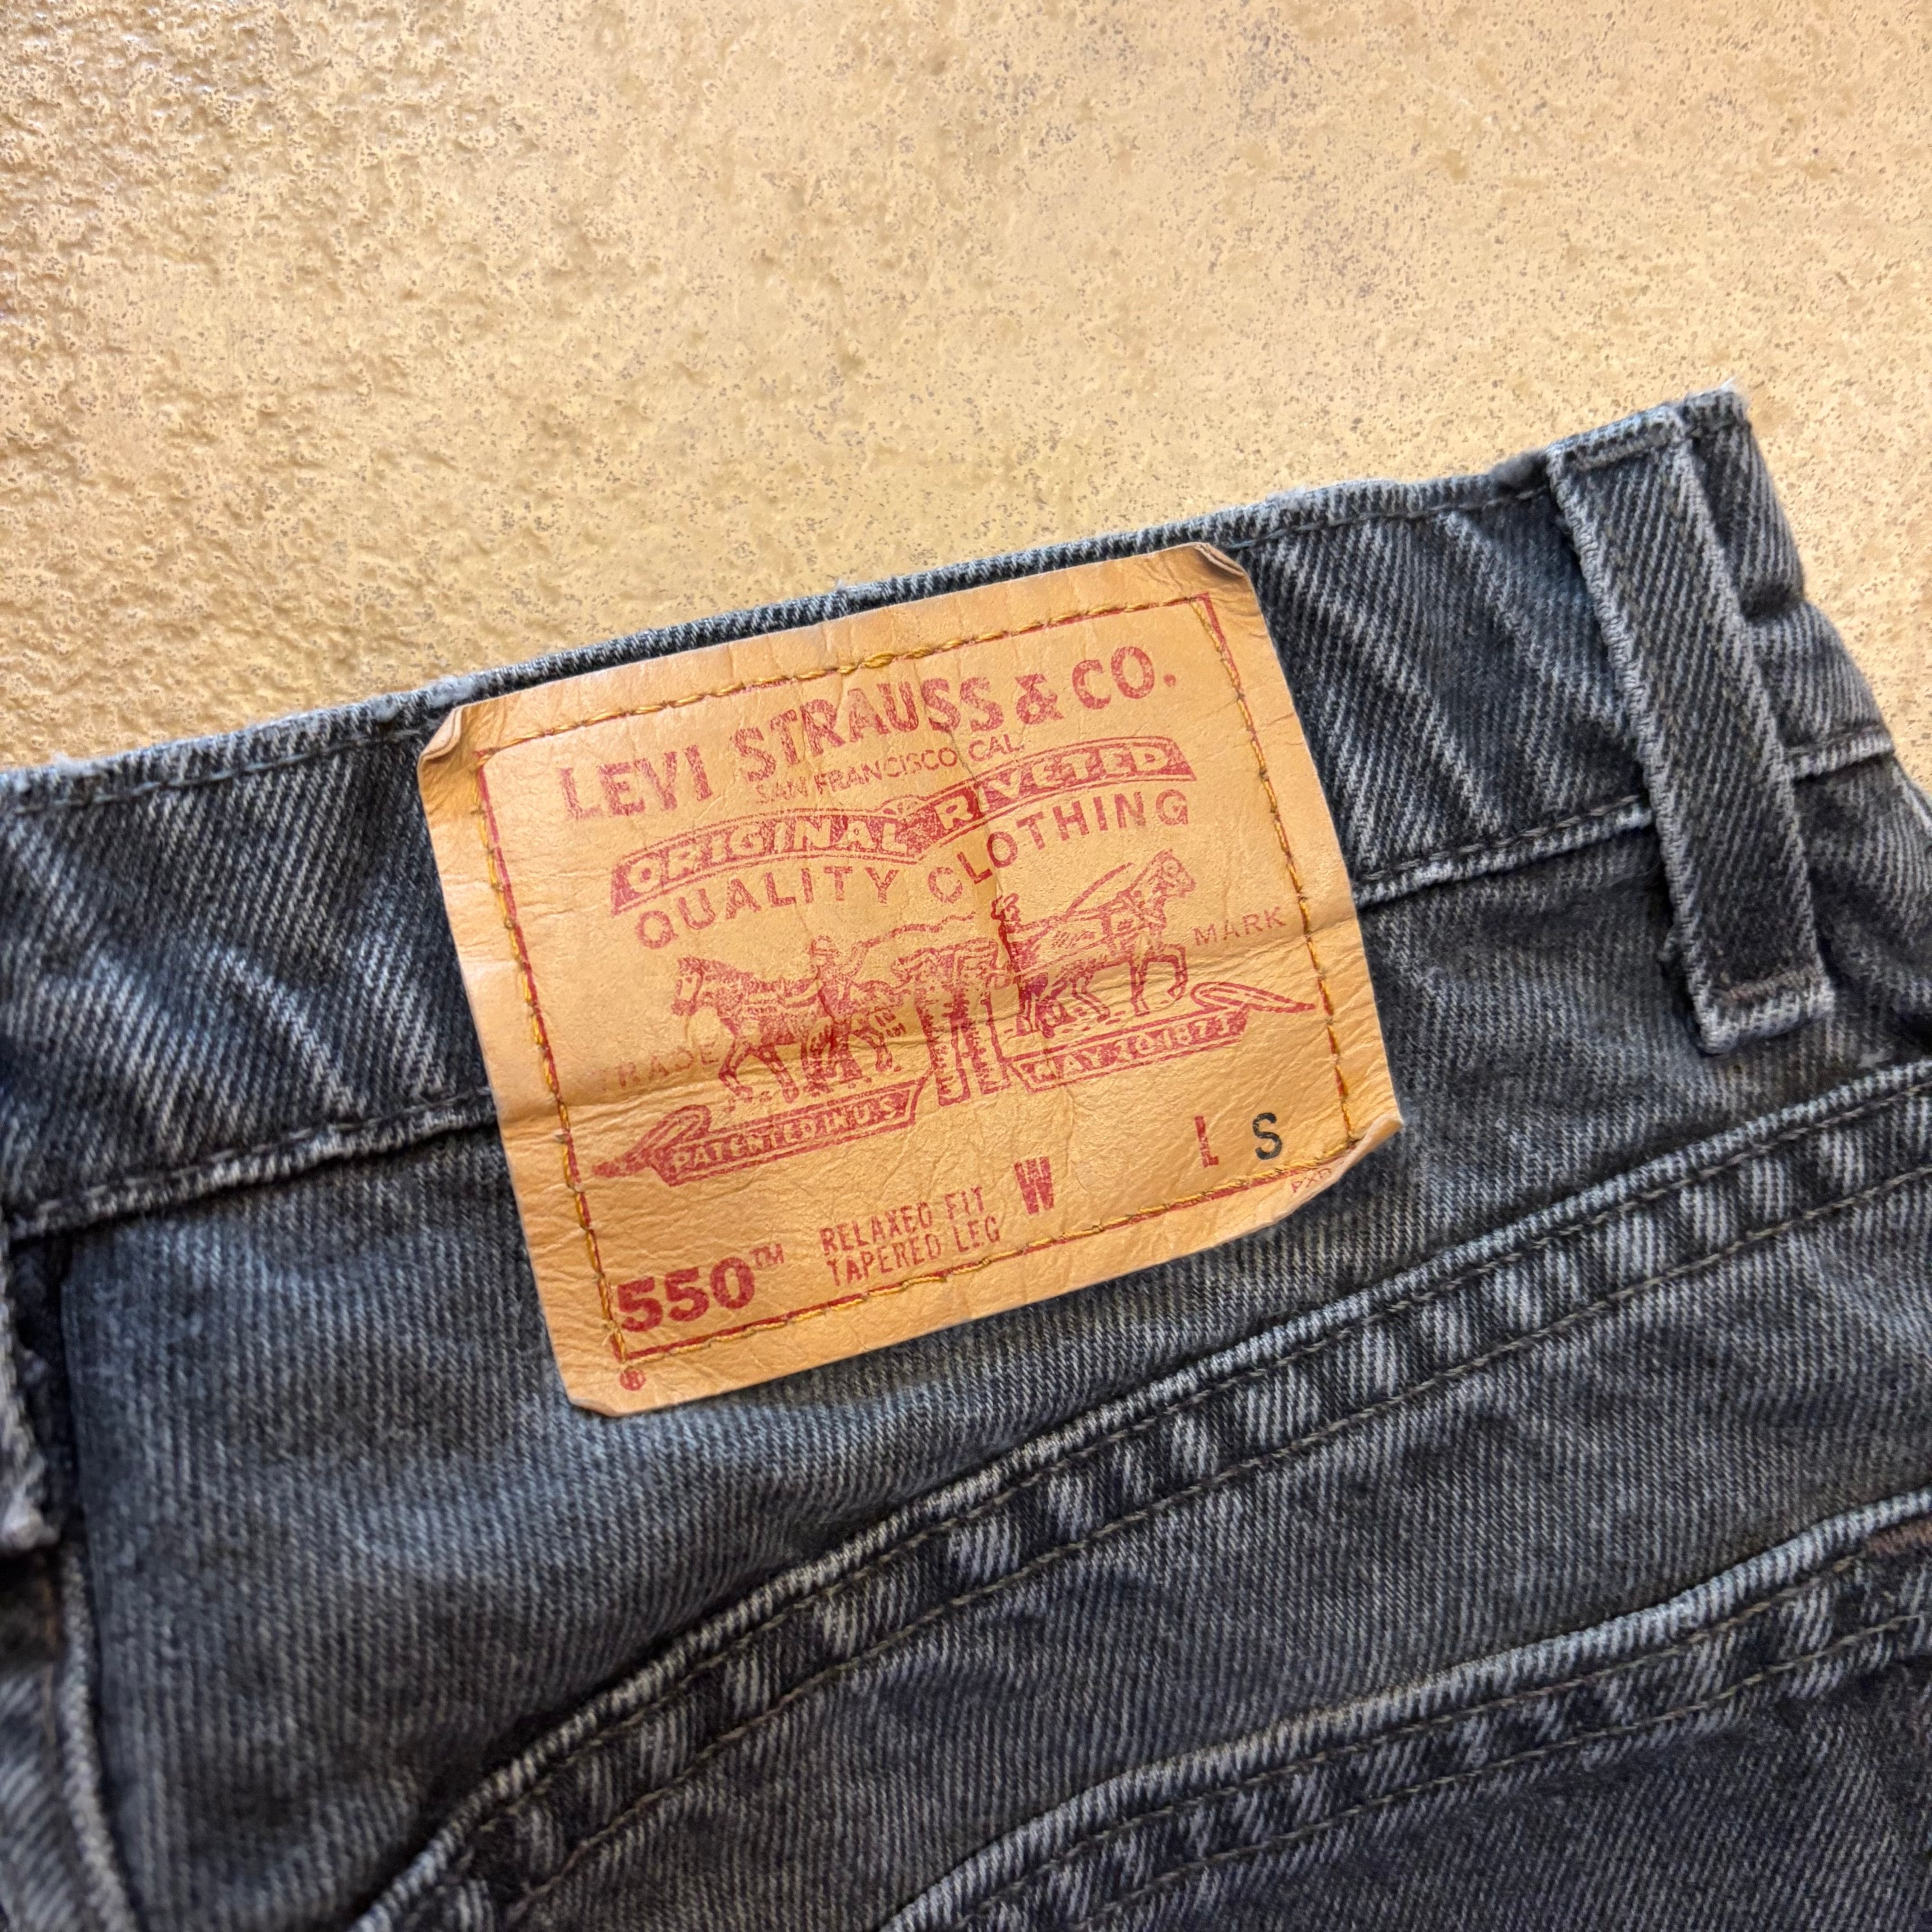 LEVI STRAUSS & CO.
SAN FRANCISCO CAL.
ORIGINAL RIVETED
QUALITY CLOTHING
TRADE MARK
PATENTED IN U.S. MAY 20 1873
L S
550™ RELAXED FIT W
TAPERED LEG
®